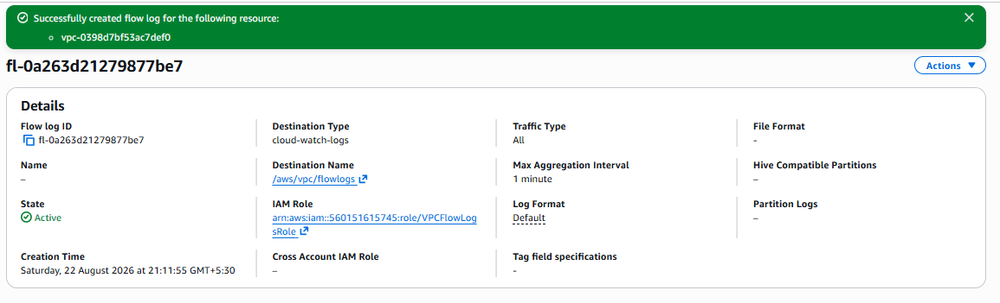 Successfully created flow log for the following resource:
vpc-0398d7bf53ac7def0
fl-0a263d21279877be7
Actions
Details
Flow log ID
fl-0a263d21279877be7
Destination Type
cloud-watch-logs
Traffic Type
All
File Format
-
Name
–
Destination Name
/aws/vpc/flowlogs
Max Aggregation Interval
1 minute
Hive Compatible Partitions
–
State
Active
IAM Role
arn:aws:iam::560151615745:role/VPCFlowLog
sRole
Log Format
Default
Partition Logs
–
Creation Time
Saturday, 22 August 2026 at 21:11:55 GMT+5:30
Cross Account IAM Role
–
Tag field specifications
-